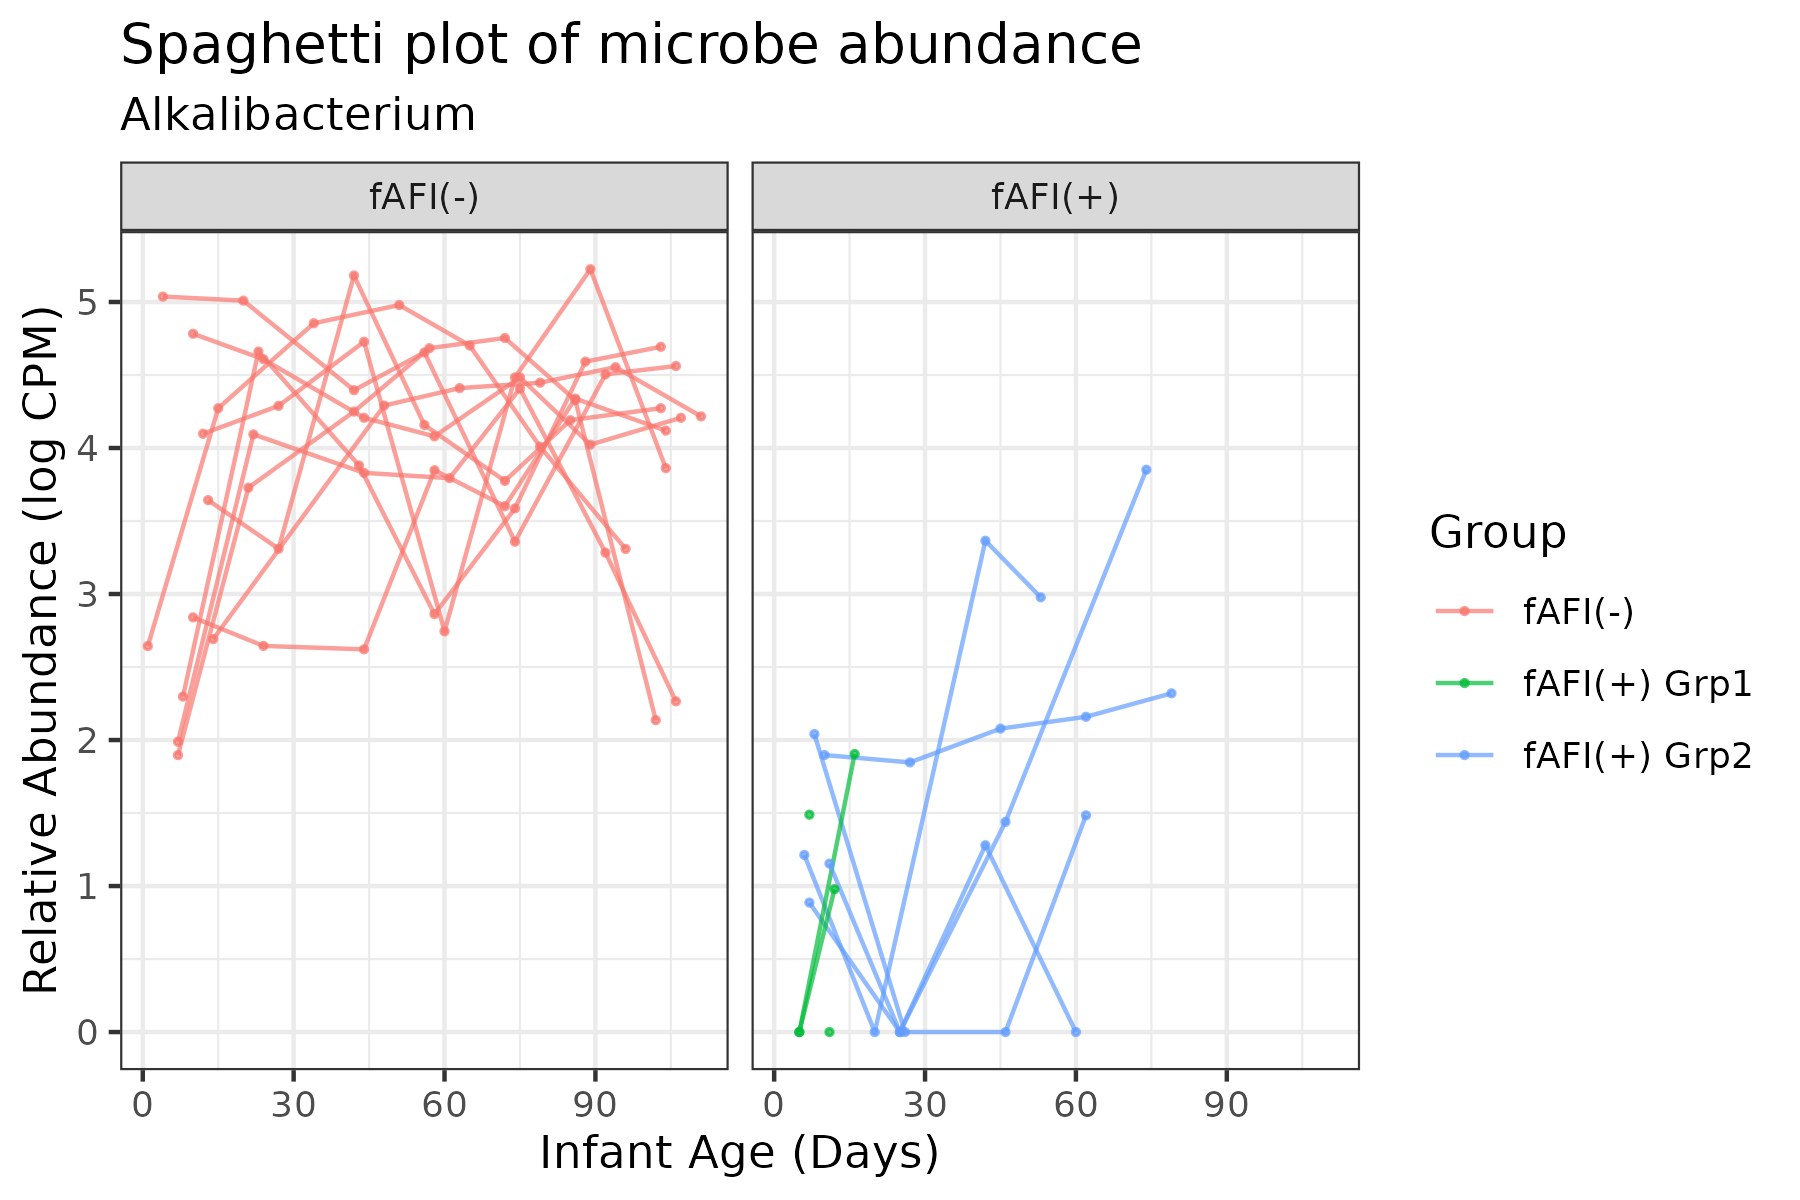 Spaghetti plot of microbe abundance
Alkalibacterium
fAFI(-)
fAFI(+)
Relative Abundance (log CPM)
5
4
3
2
1
0
0 30 60 90
0 30 60 90
Infant Age (Days)
Group
fAFI(-)
fAFI(+) Grp1
fAFI(+) Grp2